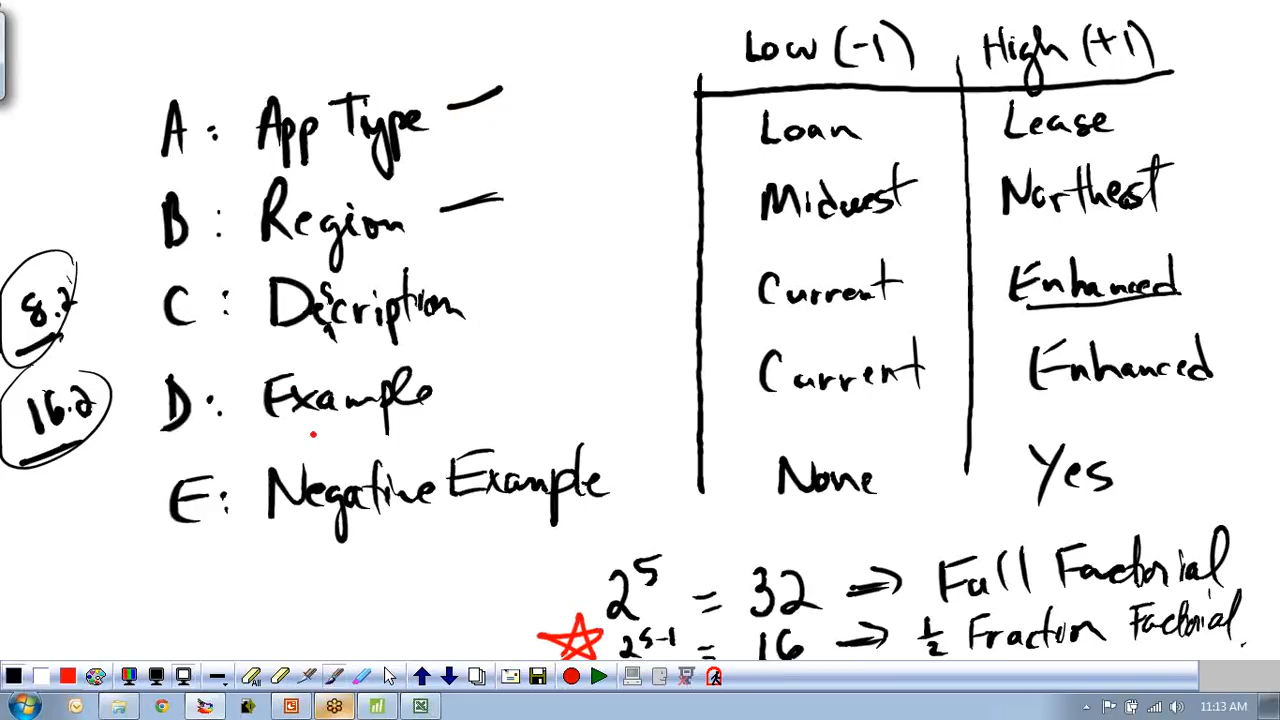 Low (-1) High (+1)
A: App Type Loan Lease
B: Region Midwest Northeast
8.2
C: Description Current Enhanced
16.2
D: Example Current Enhanced
E: Negative Example None Yes
2^5 = 32 → Full Factorial
2^5-1 = 16 → 1/2 Fraction Factorial
All
11:13 AM